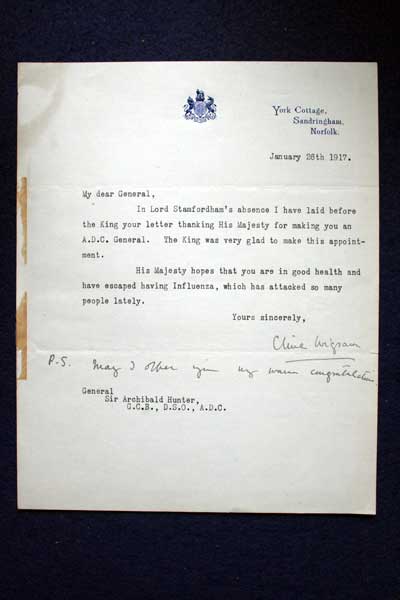 York Cottage,
Sandringham,
Norfolk.
January 26th 1917.
My dear General,
In Lord Stamfordham's absence I have laid before
the King your letter thanking His Majesty for making you an
A.D.C. General. The King was very glad to make this appoint-
ment.
His Majesty hopes that you are in good health and
have escaped having Influenza, which has attacked so many
people lately.
Yours sincerely,
Clive Wigram
P.S. May I offer you my warm congratulations
General
Sir Archibald Hunter,
G.C.B., D.S.O., A.D.C.